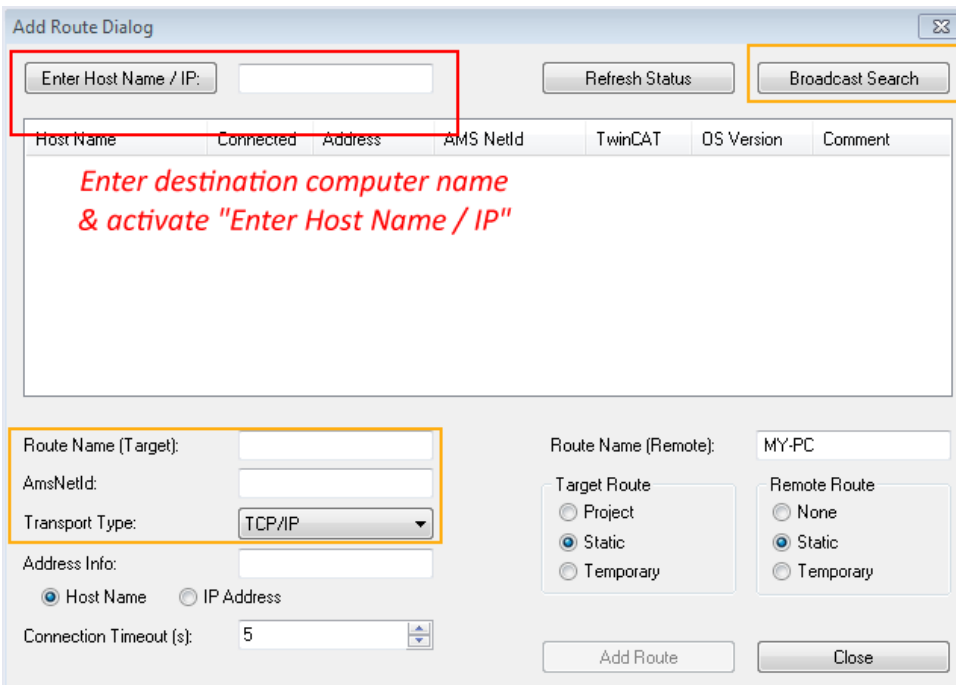 Add Route Dialog
Enter Host Name / IP:
Refresh Status
Broadcast Search
Host Name Connected Address AMS NetId TwinCAT OS Version Comment
Enter destination computer name
& activate "Enter Host Name / IP"
Route Name (Target):
Route Name (Remote): MY-PC
AmsNetId:
Target Route
Remote Route
Transport Type: TCP/IP
Project
None
Static
Static
Address Info:
Temporary
Temporary
Host Name IP Address
Connection Timeout (s): 5
Add Route
Close